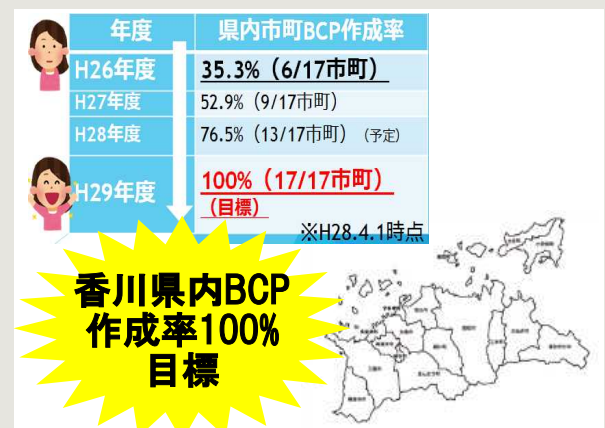 年度 県内市町BCP作成率
H26年度 35.3%（6/17市町）
H27年度 52.9%（9/17市町）
H28年度 76.5%（13/17市町）（予定）
H29年度 100%（17/17市町）
（目標）
※H28.4.1時点
香川県内BCP
作成率100%
目標